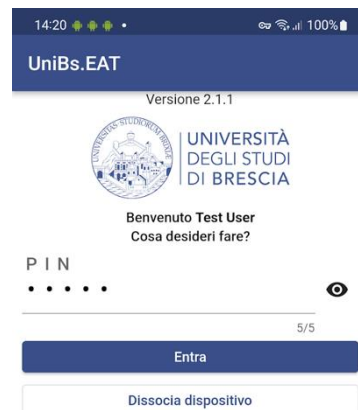 14:20 100%
UniBs.EAT
Versione 2.1.1
UNIVERSITÀ
DEGLI STUDI
DI BRESCIA
Benvenuto Test User
Cosa desideri fare?
PIN
5/5
Entra
Dissocia dispositivo